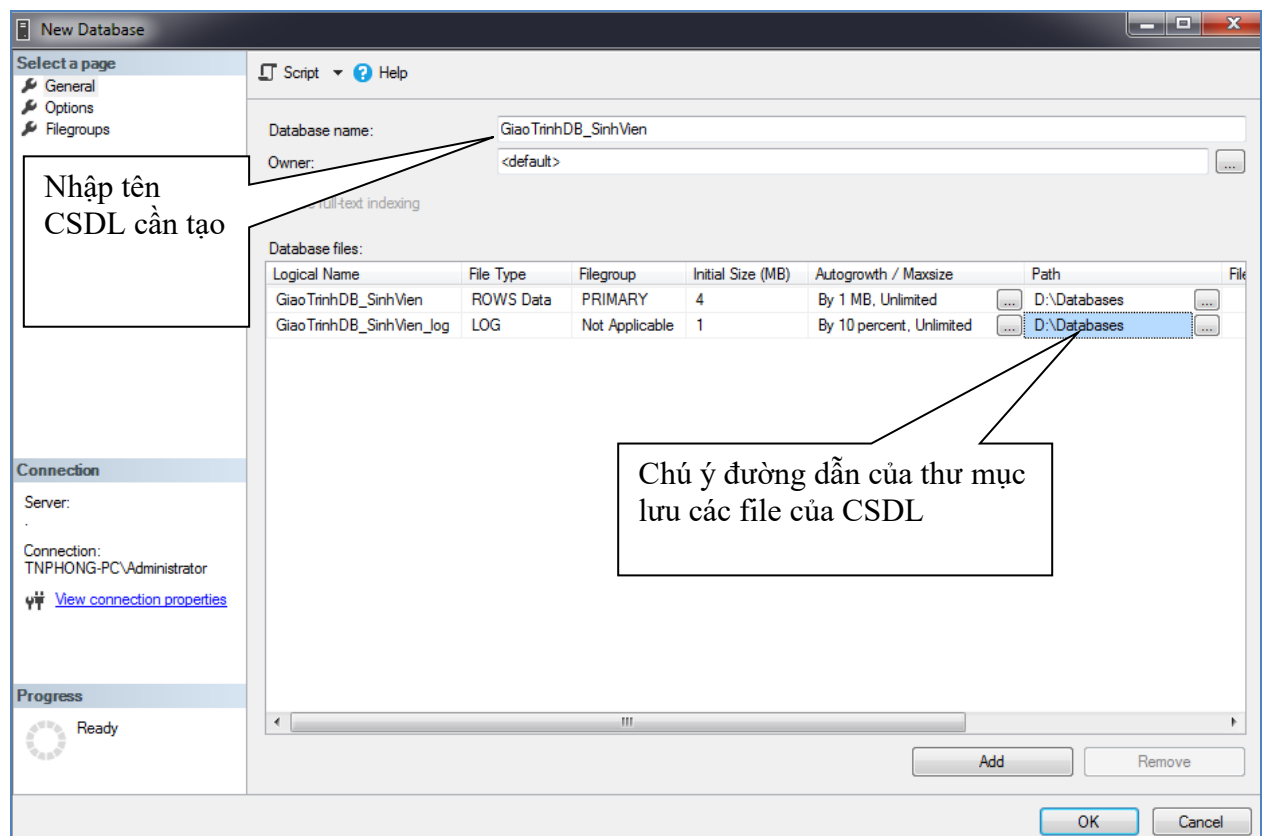 New Database
Select a page
General
Options
Filegroups
Script
Help
Database name:
GiaoTrinhDB_SinhVien
Owner:
<default>
...
full-text indexing
Nhập tên
CSDL cần tạo
Database files:
Logical Name File Type Filegroup Initial Size (MB) Autogrowth / Maxsize Path File
GiaoTrinhDB_SinhVien ROWS Data PRIMARY 4 By 1 MB, Unlimited ... D:\Databases ...
GiaoTrinhDB_SinhVien_log LOG Not Applicable 1 By 10 percent, Unlimited ... D:\Databases ...
Chú ý đường dẫn của thư mục
lưu các file của CSDL
Connection
Server:
.
Connection:
TNPHONG-PC\Administrator
View connection properties
Progress
Ready
Add
Remove
OK
Cancel